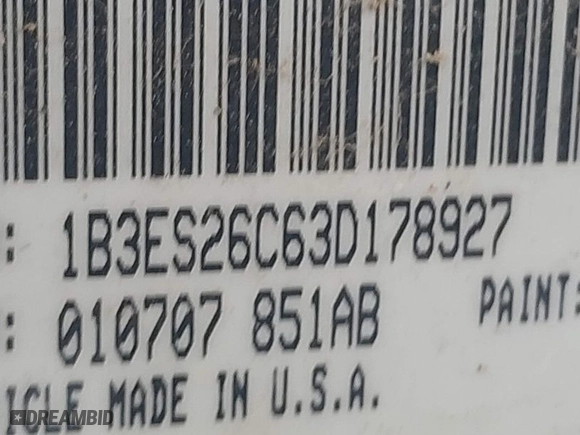 : 1B3ES26C63D178927
: 010707 851AB PAINT:
ICLE MADE IN U.S.A.
DREAMBID